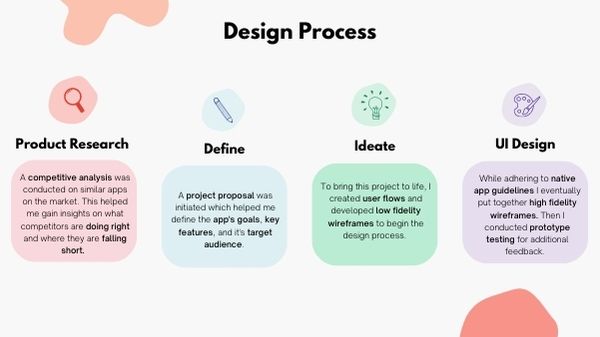 Design Process
Product Research
A competitive analysis was
conducted on similar apps
on the market. This helped
me gain insights on what
competitors are doing right
and where they are falling
short.
Define
A project proposal was
initiated which helped me
define the app's goals, key
features, and it's target
audience.
Ideate
To bring this project to life, I
created user flows and
developed low fidelity
wireframes to begin the
design process.
UI Design
While adhering to native
app guidelines I eventually
put together high fidelity
wireframes. Then I
conducted prototype
testing for additional
feedback.